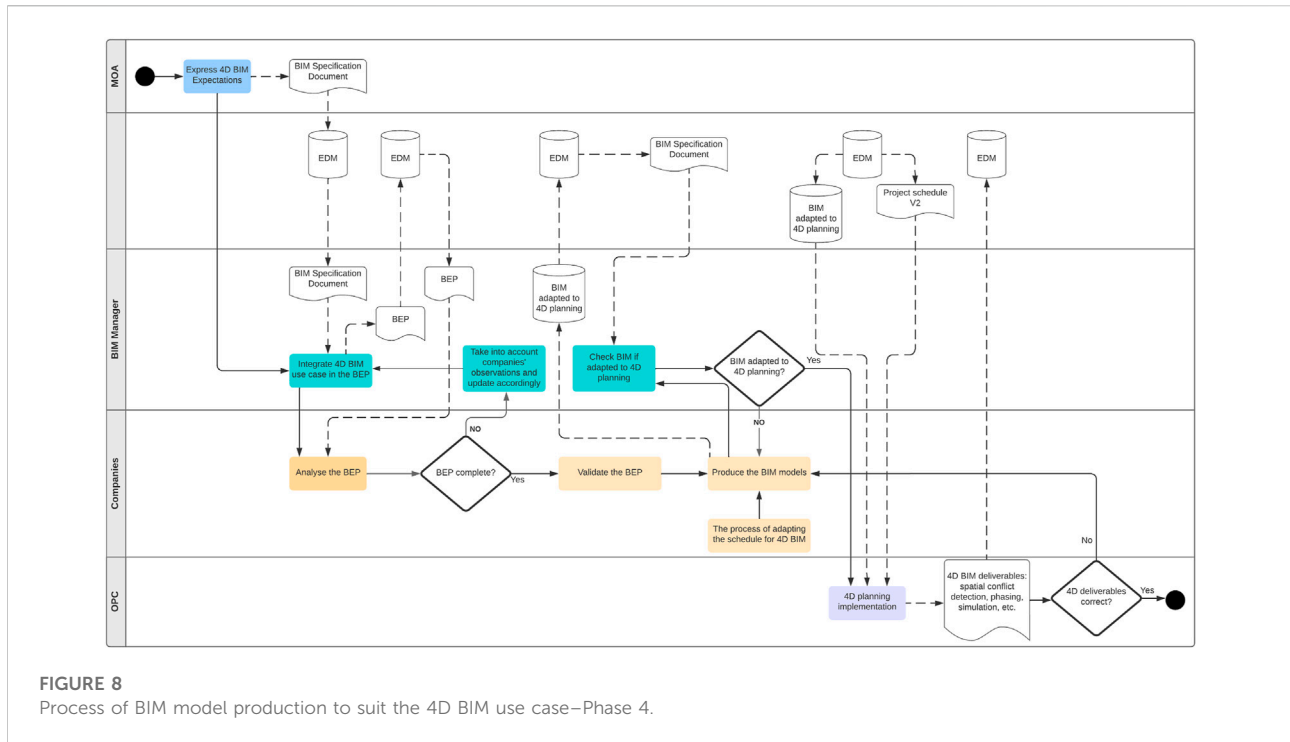 MOA
Express 4D BIM
Expectations
BIM Specification
Document
EDM
EDM
EDM
BIM Specification
Document
EDM
EDM
BIM
adapted to
4D planning
Project schedule
V2
BIM Manager
BIM Specification
Document
BEP
BEP
BIM
adapted to
4D planning
Integrate 4D BIM
use case in the BEP
Take into account
companies'
observations and
update accordingly
Check BIM if
adapted to 4D
planning
BIM adapted to
4D planning?
Yes
NO
NO
Companies
Analyse the BEP
BEP complete?
Yes
Validate the BEP
Produce the BIM models
The process of adapting
the schedule for 4D BIM
No
OPC
4D planning
implementation
4D BIM deliverables:
spatial conflict
detection, phasing,
simulation, etc.
4D deliverables
correct?
Yes
FIGURE 8
Process of BIM model production to suit the 4D BIM use case–Phase 4.